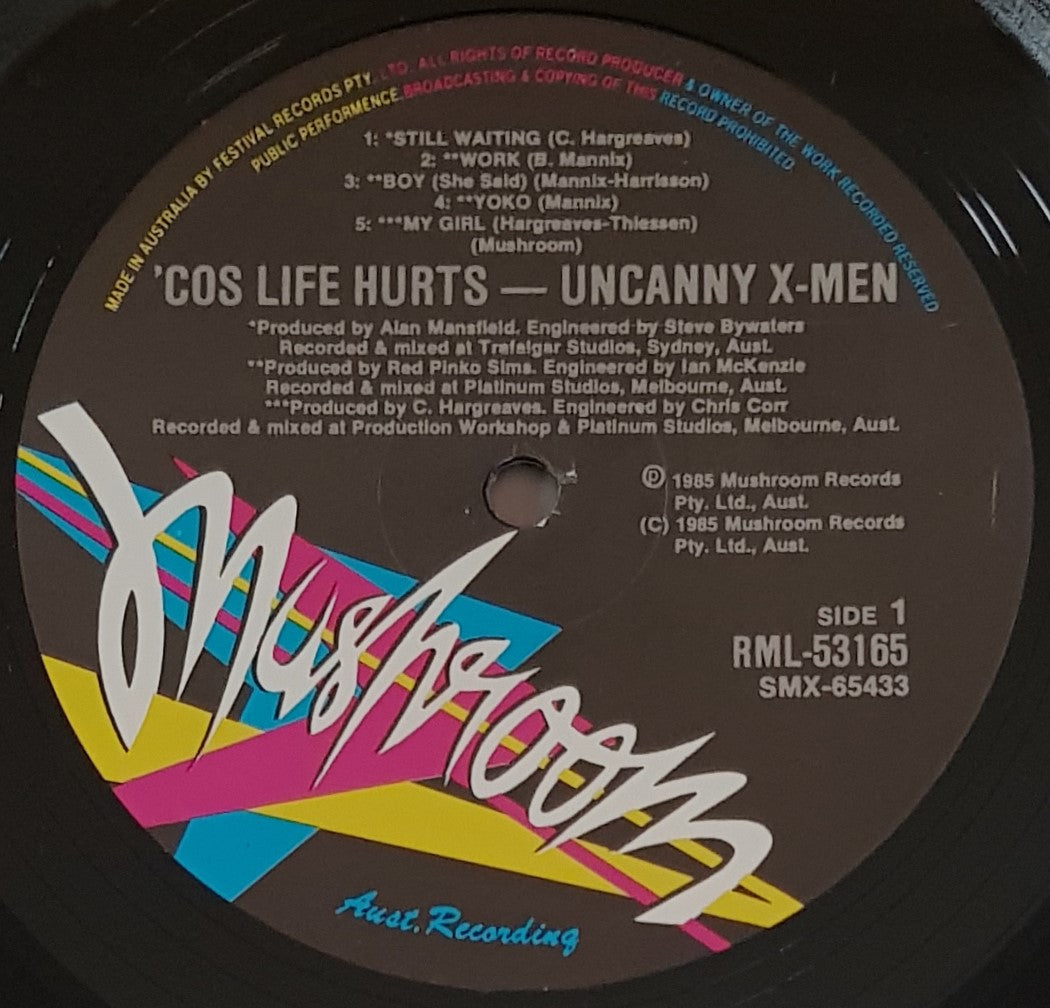 MADE IN AUSTRALIA BY FESTIVAL RECORDS PTY. LTD. ALL RIGHTS OF RECORD PRODUCER & OWNER OF THE WORK RECORDED RESERVED
PUBLIC PERFORMENCE BROADCASTING & COPYING OF THIS RECORD PROHIBITED
1: *STILL WAITING (C. Hargreaves)
2: **WORK (B. Mannix)
3: **BOY (She Said) (Mannix-Harrisson)
4: **YOKO (Mannix)
5: ***MY GIRL (Hargreaves-Thiessen)
(Mushroom)
'COS LIFE HURTS — UNCANNY X-MEN
*Produced by Alan Mansfield. Engineered by Steve Bywaters
Recorded & mixed at Trafalgar Studios, Sydney, Aust.
**Produced by Red Pinko Sims. Engineered by Ian McKenzie
Recorded & mixed at Platinum Studios, Melbourne, Aust.
***Produced by C. Hargreaves. Engineered by Chris Corr
Recorded & mixed at Production Workshop & Platinum Studios, Melbourne, Aust.
Ⓟ 1985 Mushroom Records
Pty. Ltd., Aust.
(C) 1985 Mushroom Records
Pty. Ltd., Aust.
SIDE 1
RML-53165
SMX-65433
Mushroom
Aust. Recording